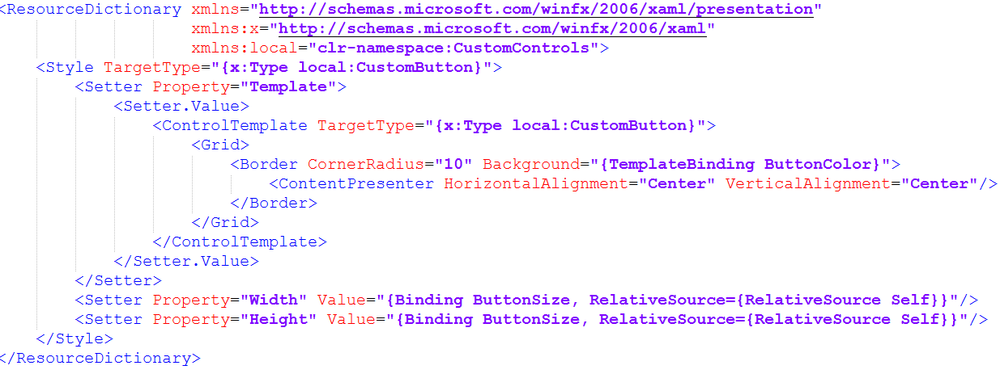 <ResourceDictionary xmlns="http://schemas.microsoft.com/winfx/2006/xaml/presentation"
                    xmlns:x="http://schemas.microsoft.com/winfx/2006/xaml"
                    xmlns:local="clr-namespace:CustomControls">
    <Style TargetType="{x:Type local:CustomButton}">
        <Setter Property="Template">
            <Setter.Value>
                <ControlTemplate TargetType="{x:Type local:CustomButton}">
                    <Grid>
                        <Border CornerRadius="10" Background="{TemplateBinding ButtonColor}">
                            <ContentPresenter HorizontalAlignment="Center" VerticalAlignment="Center"/>
                        </Border>
                    </Grid>
                </ControlTemplate>
            </Setter.Value>
        </Setter>
        <Setter Property="Width" Value="{Binding ButtonSize, RelativeSource={RelativeSource Self}}"/>
        <Setter Property="Height" Value="{Binding ButtonSize, RelativeSource={RelativeSource Self}}"/>
    </Style>
</ResourceDictionary>